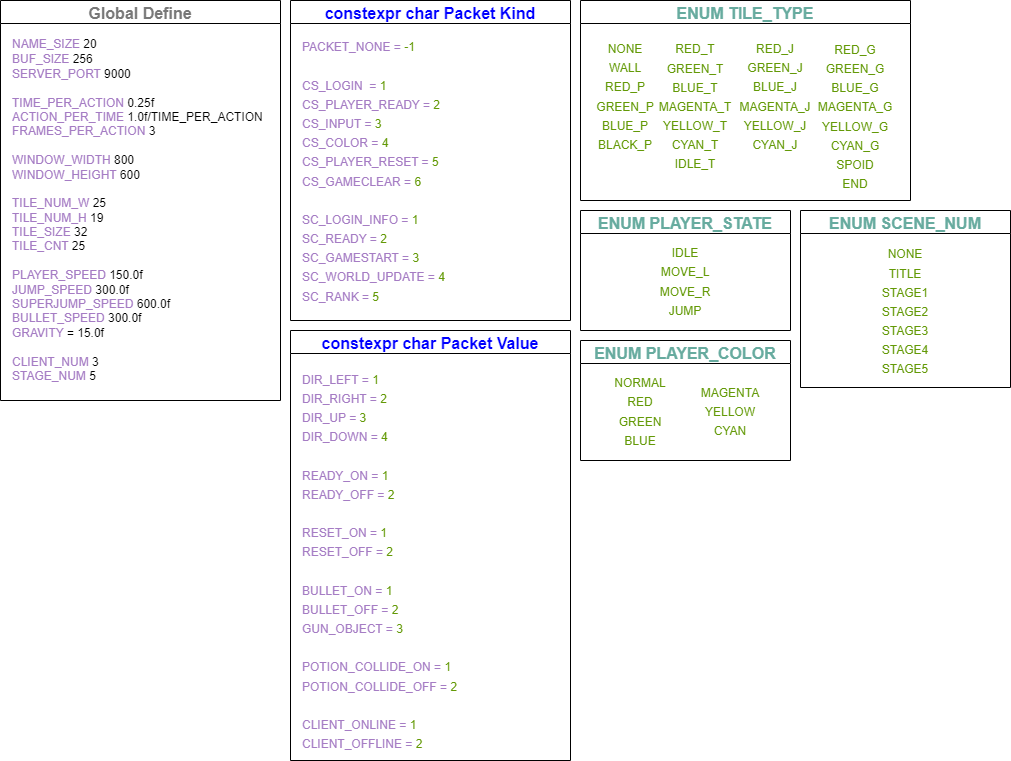 Global Define
NAME_SIZE 20
BUF_SIZE 256
SERVER_PORT 9000
TIME_PER_ACTION 0.25f
ACTION_PER_TIME 1.0f/TIME_PER_ACTION
FRAMES_PER_ACTION 3
WINDOW_WIDTH 800
WINDOW_HEIGHT 600
TILE_NUM_W 25
TILE_NUM_H 19
TILE_SIZE 32
TILE_CNT 25
PLAYER_SPEED 150.0f
JUMP_SPEED 300.0f
SUPERJUMP_SPEED 600.0f
BULLET_SPEED 300.0f
GRAVITY = 15.0f
CLIENT_NUM 3
STAGE_NUM 5
constexpr char Packet Kind
PACKET_NONE = -1
CS_LOGIN  = 1
CS_PLAYER_READY = 2
CS_INPUT = 3
CS_COLOR = 4
CS_PLAYER_RESET = 5
CS_GAMECLEAR = 6
SC_LOGIN_INFO = 1
SC_READY = 2
SC_GAMESTART = 3
SC_WORLD_UPDATE = 4
SC_RANK = 5
constexpr char Packet Value
DIR_LEFT = 1
DIR_RIGHT = 2
DIR_UP = 3
DIR_DOWN = 4
READY_ON = 1
READY_OFF = 2
RESET_ON = 1
RESET_OFF = 2
BULLET_ON = 1
BULLET_OFF = 2
GUN_OBJECT = 3
POTION_COLLIDE_ON = 1
POTION_COLLIDE_OFF = 2
CLIENT_ONLINE = 1
CLIENT_OFFLINE = 2
ENUM TILE_TYPE
NONE
WALL
RED_P
GREEN_P
BLUE_P
BLACK_P
RED_T
GREEN_T
BLUE_T
MAGENTA_T
YELLOW_T
CYAN_T
IDLE_T
RED_J
GREEN_J
BLUE_J
MAGENTA_J
YELLOW_J
CYAN_J
RED_G
GREEN_G
BLUE_G
MAGENTA_G
YELLOW_G
CYAN_G
SPOID
END
ENUM PLAYER_STATE
IDLE
MOVE_L
MOVE_R
JUMP
ENUM SCENE_NUM
NONE
TITLE
STAGE1
STAGE2
STAGE3
STAGE4
STAGE5
ENUM PLAYER_COLOR
NORMAL
RED
GREEN
BLUE
MAGENTA
YELLOW
CYAN